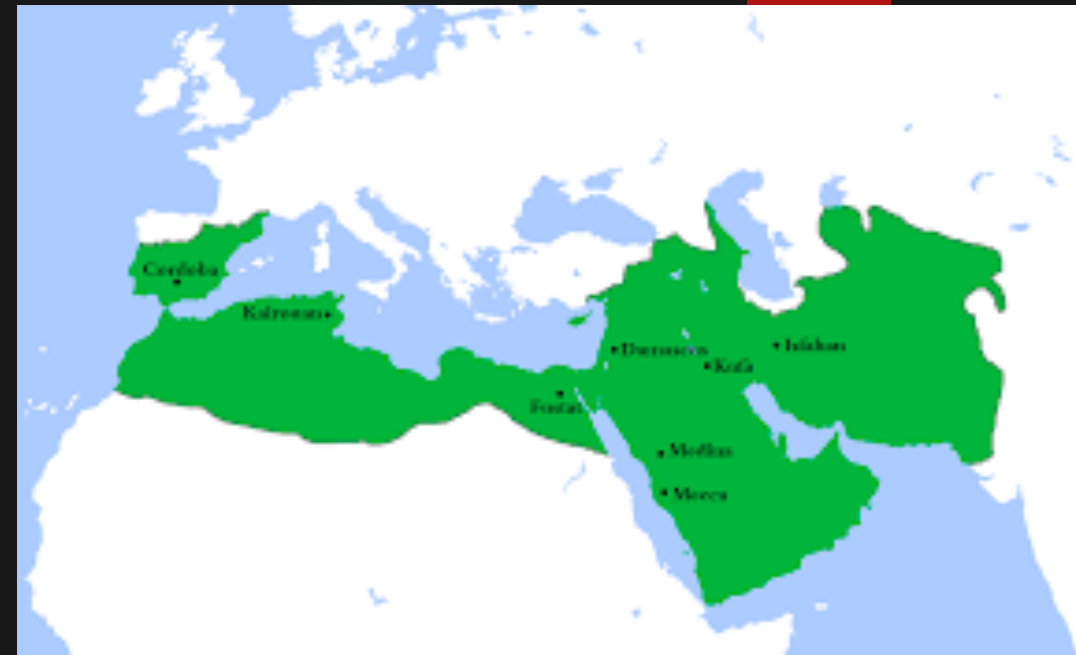 Cordoba
Kairouan
Damascus
Isfahan
Kufa
Fustat
Medina
Mecca